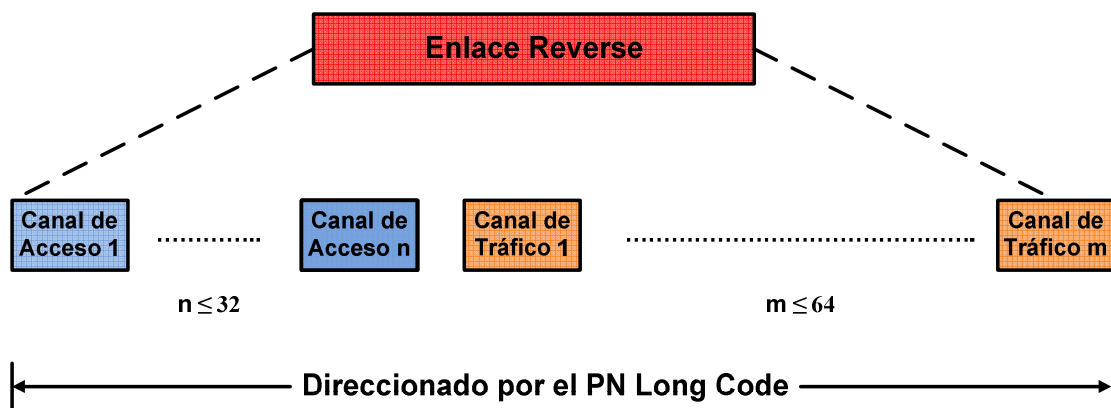 Enlace Reverse
Canal de
Acceso 1
Canal de
Acceso n
Canal de
Tráfico 1
Canal de
Tráfico m
n ≤ 32
m ≤ 64
Direccionado por el PN Long Code